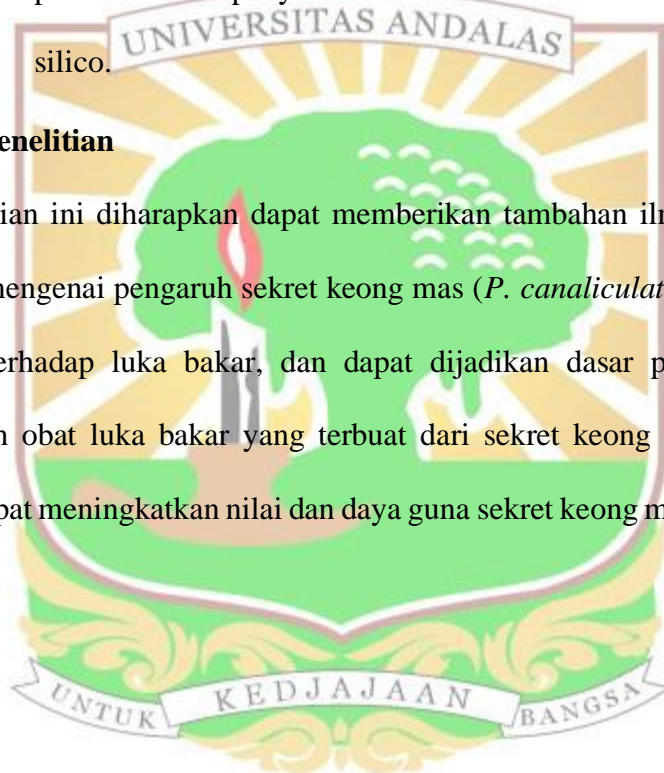 UNIVERSITAS ANDALAS
silico.
enelitian
ian ini diharapkan dapat memberikan tambahan ilr
mengenai pengaruh sekret keong mas (P. canaliculat
erhadap luka bakar, dan dapat dijadikan dasar p
n obat luka bakar yang terbuat dari sekret keong
pat meningkatkan nilai dan daya guna sekret keong m
UNTUK KEDJAJAAN BANGSA